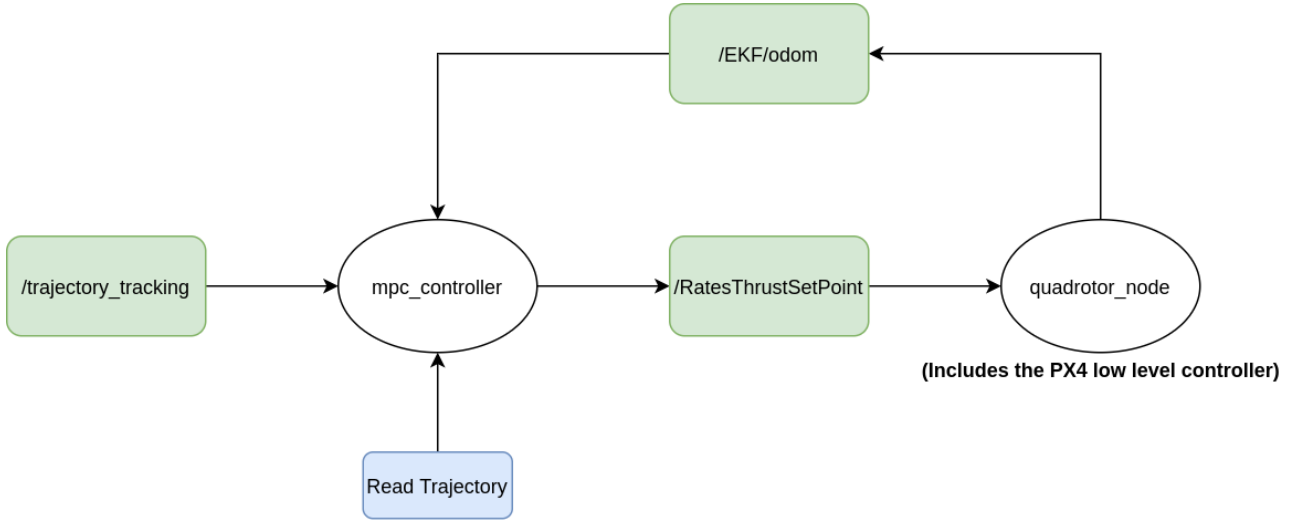 /EKF/odom
/trajectory_tracking
mpc_controller
/RatesThrustSetPoint
quadrotor_node
(Includes the PX4 low level controller)
Read Trajectory